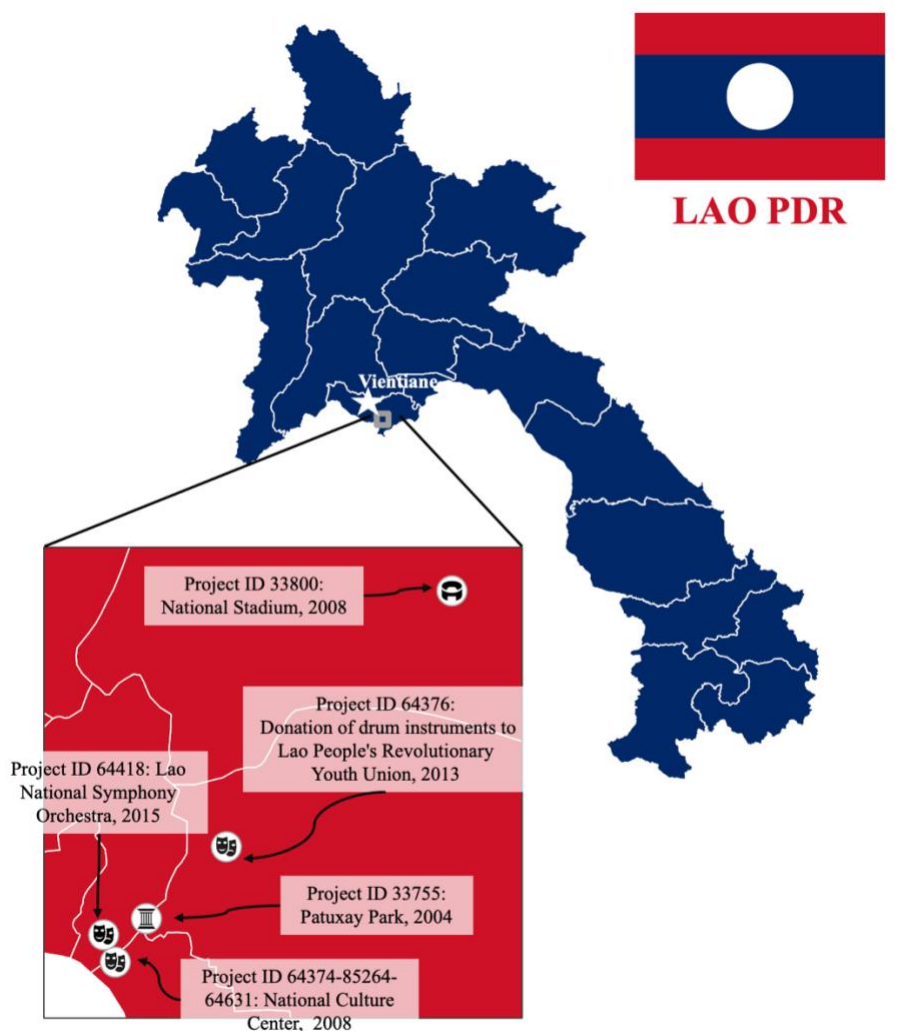 LAO PDR
Vientiane
Project ID 33800:
National Stadium, 2008
Project ID 64376:
Donation of drum instruments to
Lao People's Revolutionary
Youth Union, 2013
Project ID 64418: Lao
National Symphony
Orchestra, 2015
Project ID 33755:
Patuxay Park, 2004
Project ID 64374-85264-
64631: National Culture
Center, 2008